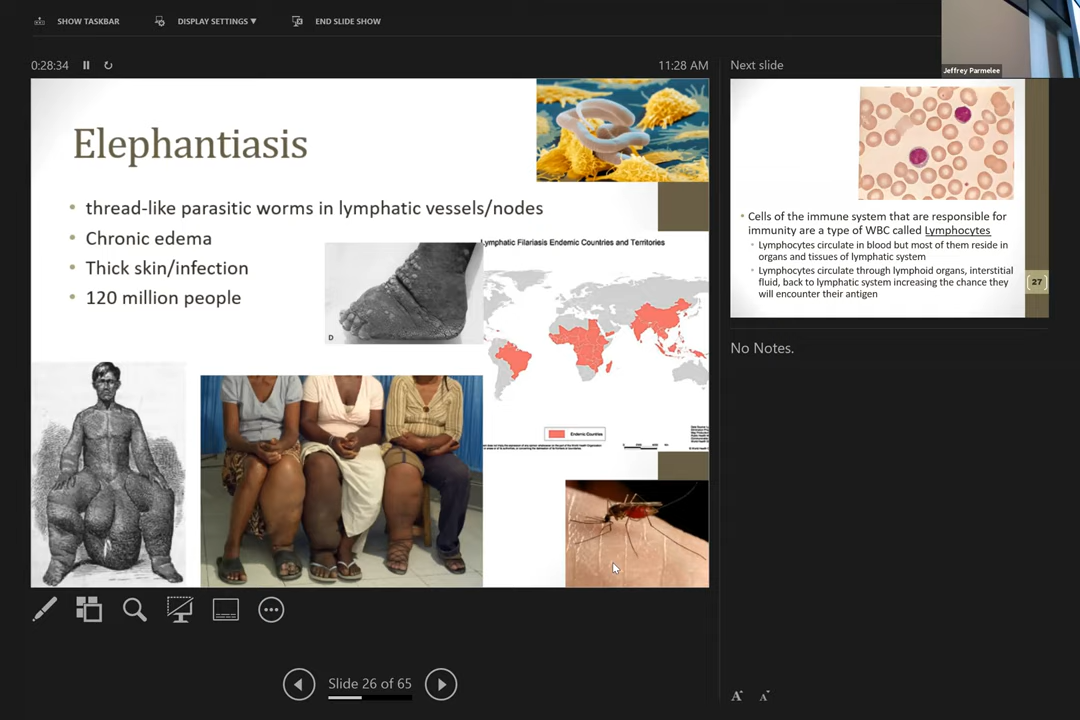 SHOW TASKBAR
DISPLAY SETTINGS ▼
END SLIDE SHOW
Jeffrey Parmelee
0:28:34
11:28 AM
Next slide
Elephantiasis
• thread-like parasitic worms in lymphatic vessels/nodes
• Chronic edema
• Thick skin/infection
• 120 million people
D
Lymphatic Filariasis Endemic Countries and Territories
Endemic Countries
• Cells of the immune system that are responsible for
immunity are a type of WBC called Lymphocytes
Lymphocytes circulate in blood but most of them reside in
organs and tissues of lymphatic system
Lymphocytes circulate through lymphoid organs, interstitial
fluid, back to lymphatic system increasing the chance they
will encounter their antigen
27
No Notes.
Slide 26 of 65
A A